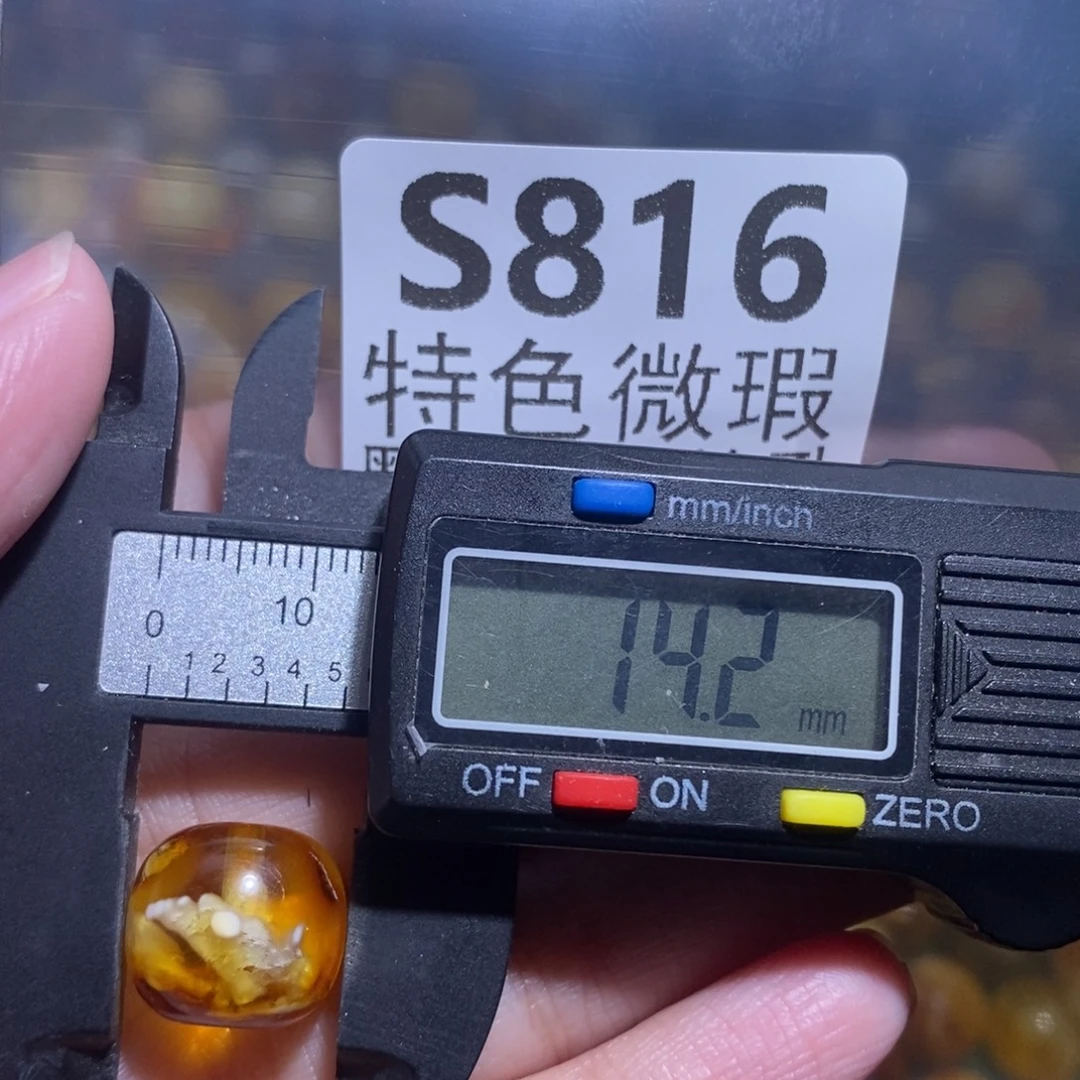 S816
特色微瑕
mm/inch
0 10
1 2 3 4 5
14.2 mm
OFF ON ZERO